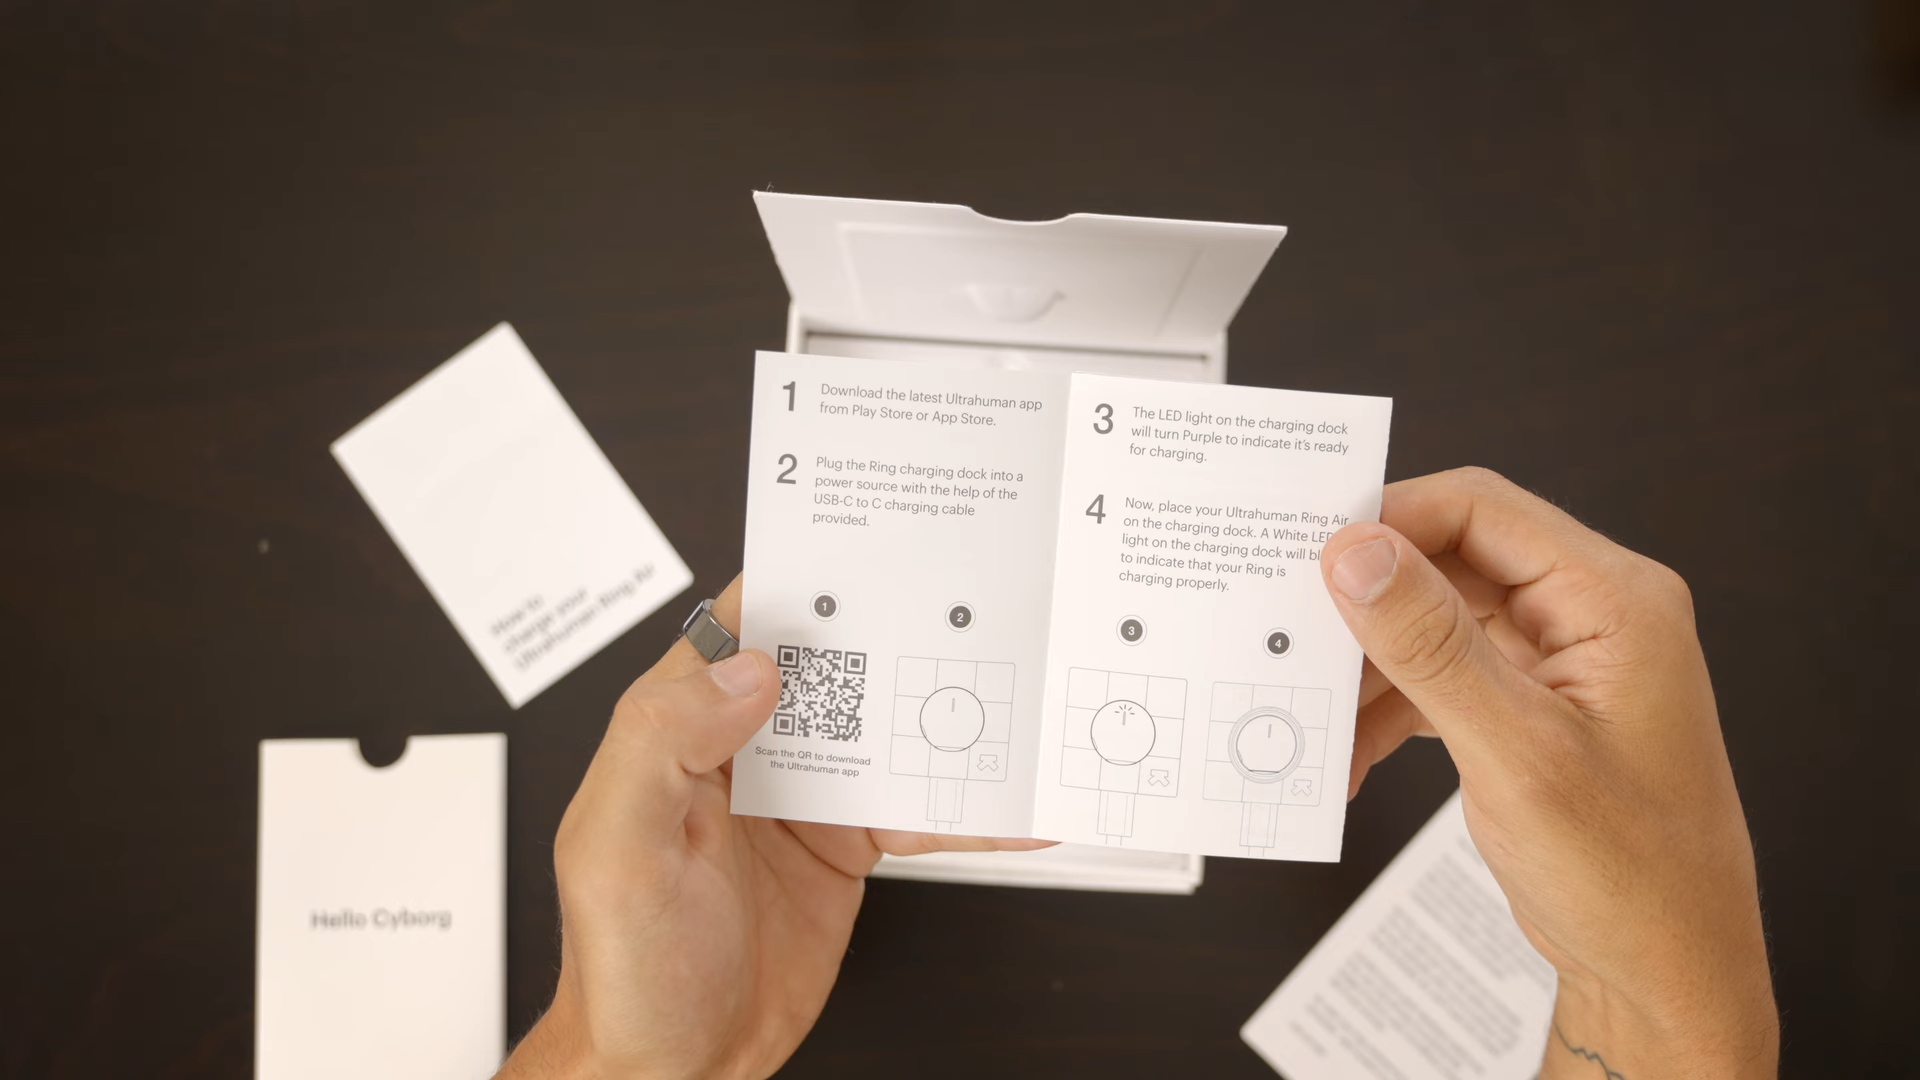 1
Download the latest Ultrahuman app
from Play Store or App Store.
2
Plug the Ring charging dock into a
power source with the help of the
USB-C to C charging cable
provided.
1
2
Scan the QR to download
the Ultrahuman app
3
The LED light on the charging dock
will turn Purple to indicate it's ready
for charging.
4
Now, place your Ultrahuman Ring Air
on the charging dock. A White LED
light on the charging dock will
to indicate that your Ring is
charging properly.
3
4
How to
charge your
Ultrahuman Ring Air
Hello Cyborg